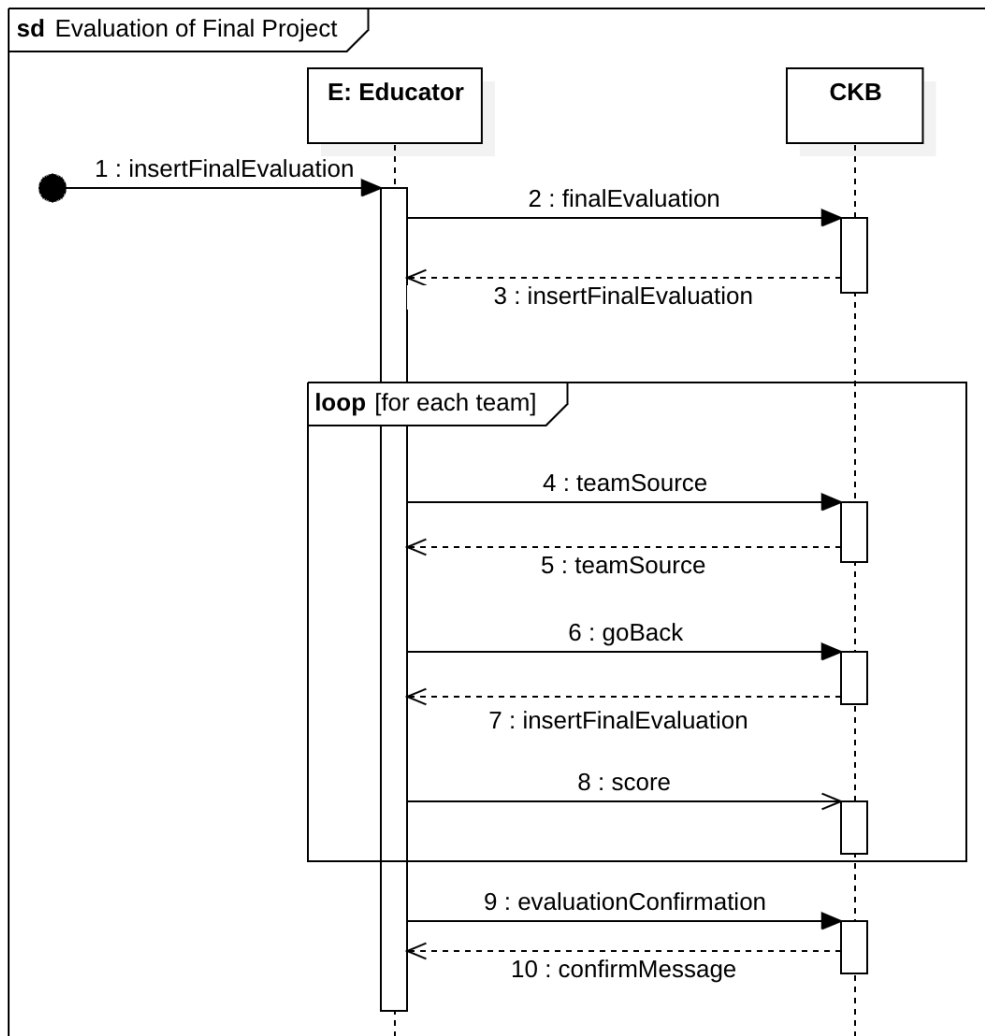 sd Evaluation of Final Project
E: Educator
CKB
1 : insertFinalEvaluation
2 : finalEvaluation
3 : insertFinalEvaluation
loop [for each team]
4 : teamSource
5 : teamSource
6 : goBack
7 : insertFinalEvaluation
8 : score
9 : evaluationConfirmation
10 : confirmMessage